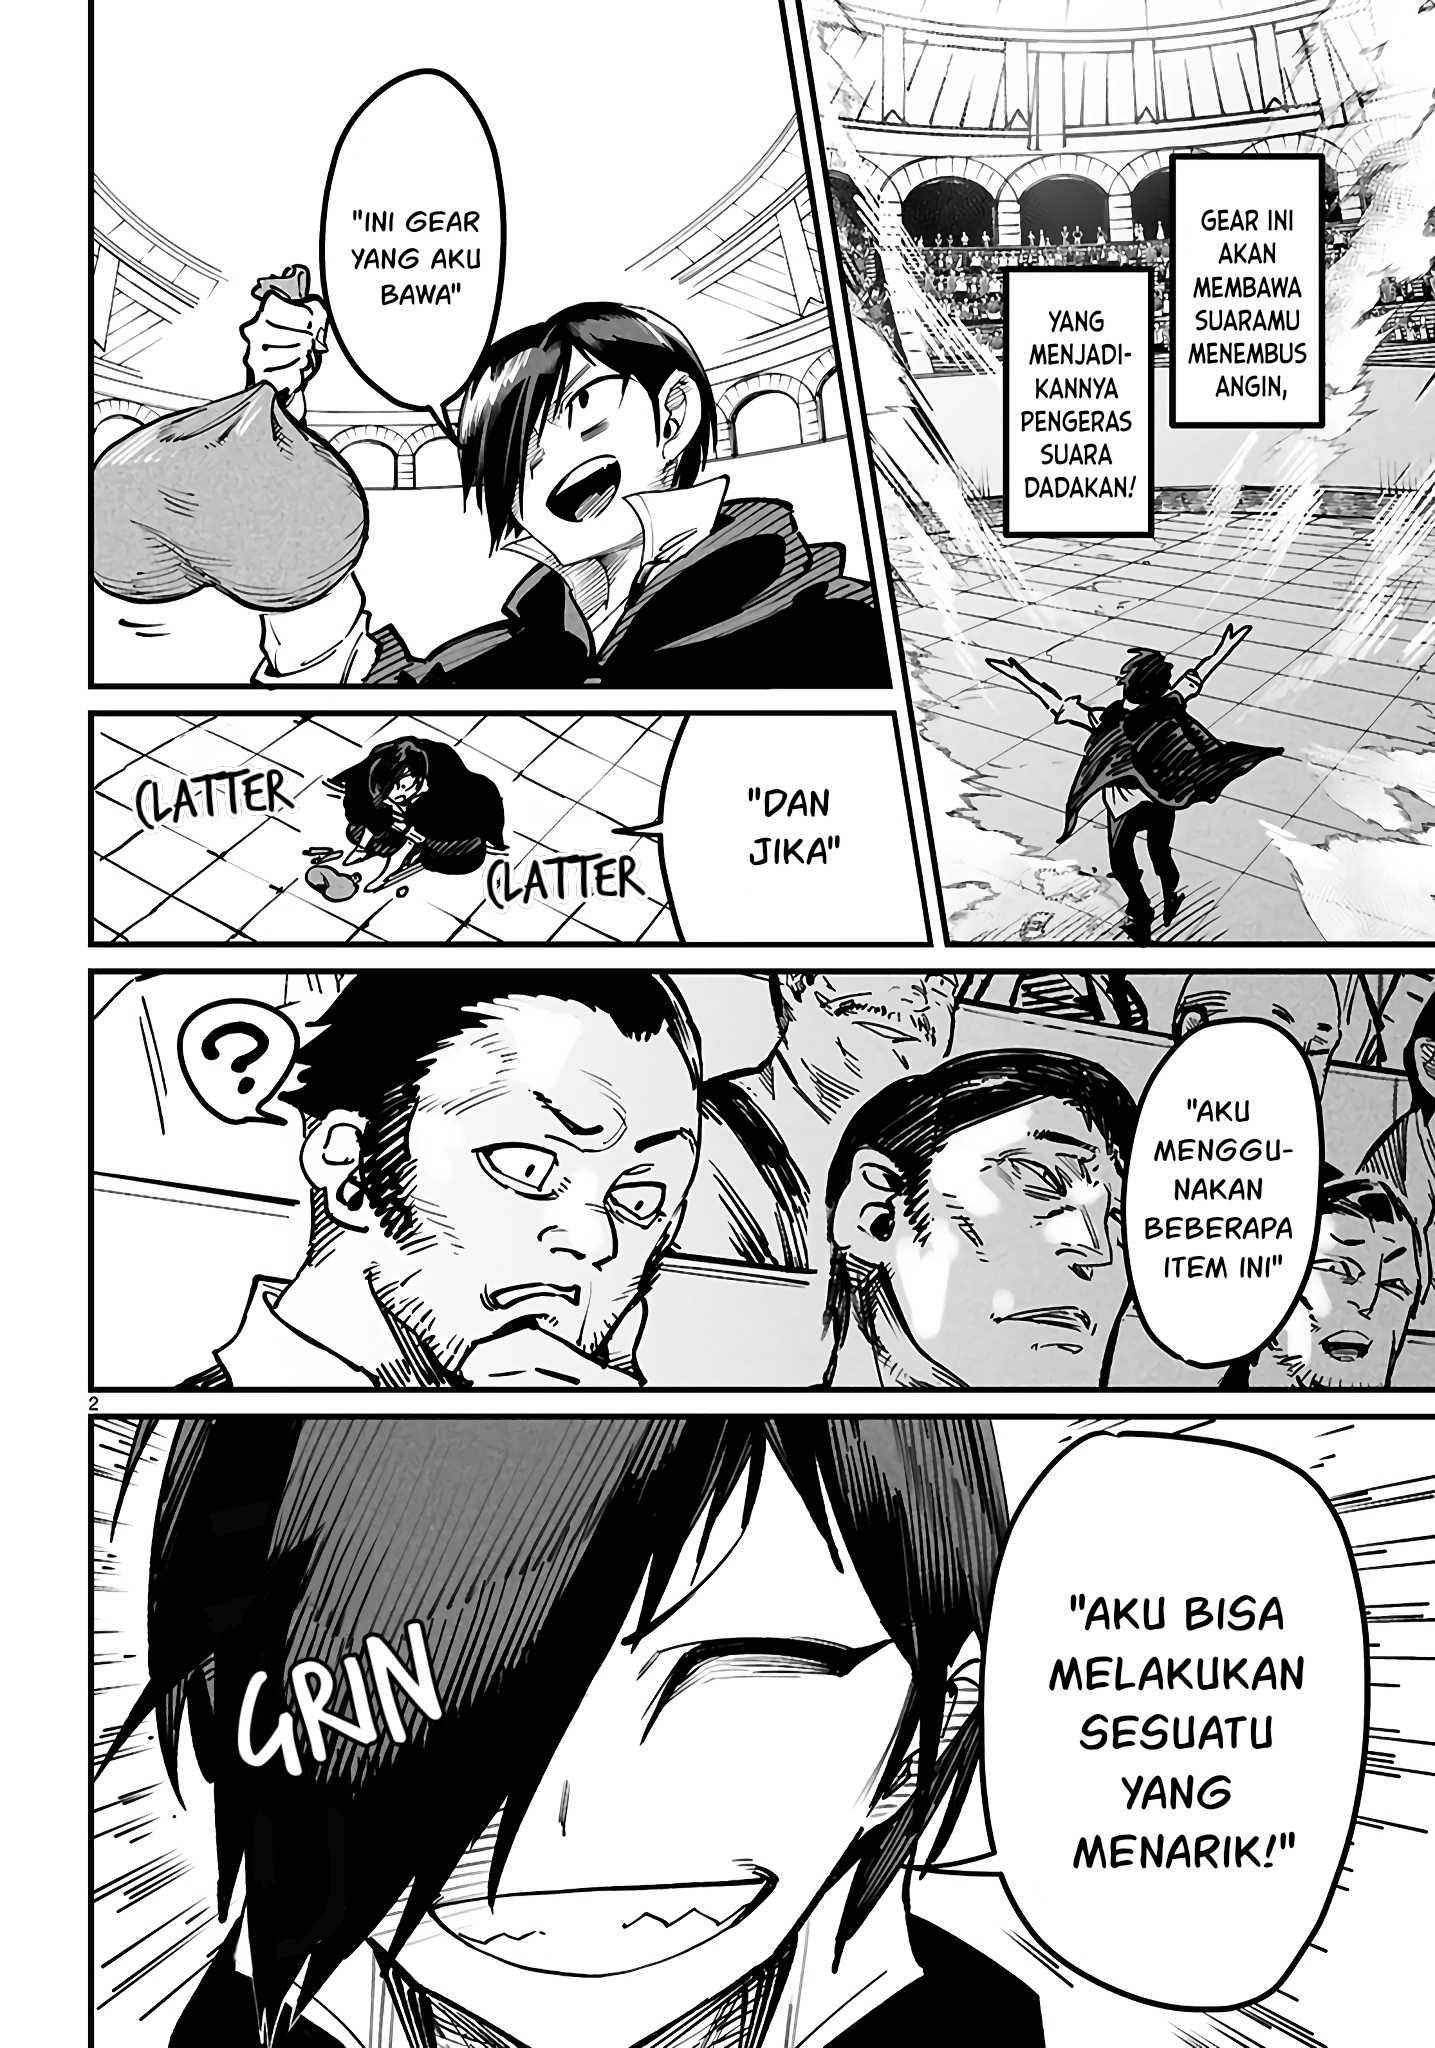 GEAR INI
AKAN
MEMBAWA
SUARAMU
MENEMBUS
ANGIN,
YANG
MENJADI-
KANNYA
PENGERAS
SUARA
DADAKAN!
"INI GEAR
YANG AKU
BAWA"
"DAN
JIKA"
CLATTER
CLATTER
"AKU
MENGGU-
NAKAN
BEBERAPA
ITEM INI"
?
2
"AKU BISA
MELAKUKAN
SESUATU
YANG
MENARIK!"
GRIN